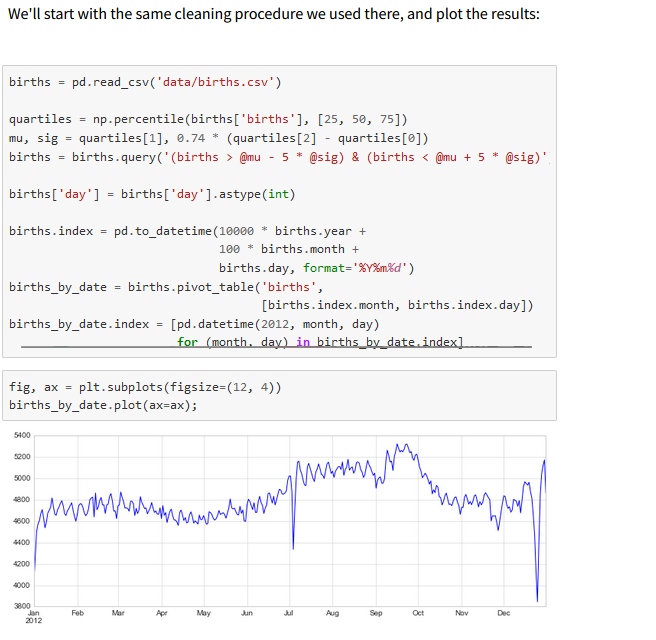 We'll start with the same cleaning procedure we used there, and plot the results:
births = pd.read_csv('data/births.csv')
quartiles = np.percentile(births['births'], [25, 50, 75])
mu, sig = quartiles[1], 0.74 * (quartiles[2] - quartiles[0])
births = births.query('(births > @mu - 5 * @sig) & (births < @mu + 5 * @sig)'
births['day'] = births['day'].astype(int)
births.index = pd.to_datetime(10000 * births.year +
100 * births.month +
births.day, format='%Y%m%d')
births_by_date = births.pivot_table('births',
[births.index.month, births.index.day])
births_by_date.index = [pd.datetime(2012, month, day)
for (month, day) in births_by_date.index]
fig, ax = plt.subplots(figsize=(12, 4))
births_by_date.plot(ax=ax);
5400
5200
5000
4800
4600
4400
4200
4000
3800
Jan Feb Mar Apr May Jun Jul Aug Sep Oct Nov Dec
2012